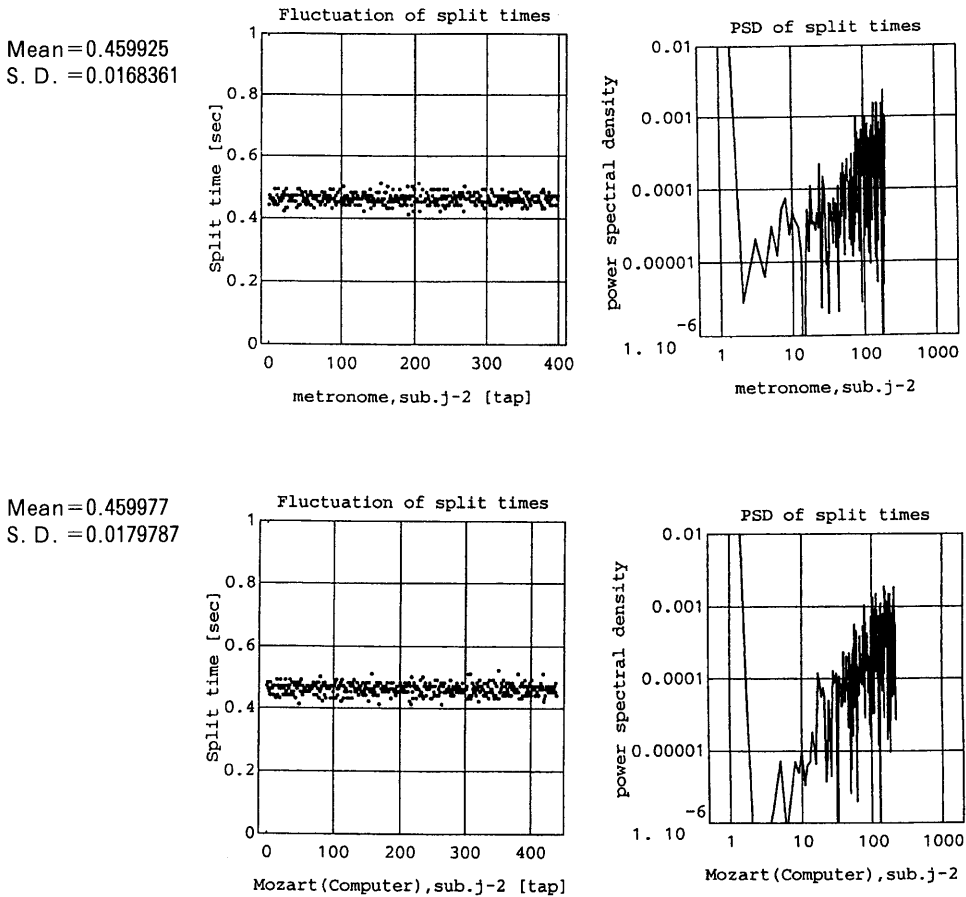 Mean=0.459925
S. D. =0.0168361
Fluctuation of split times
Split time [sec]
1
0.8
0.6
0.4
0.2
0
0 100 200 300 400
metronome,sub.j-2 [tap]
PSD of split times
power spectral density
0.01
0.001
0.0001
0.00001
1. 10 -6
1 10 100 1000
metronome,sub.j-2
Mean=0.459977
S. D. =0.0179787
Fluctuation of split times
Split time [sec]
1
0.8
0.6
0.4
0.2
0
0 100 200 300 400
Mozart(Computer),sub.j-2 [tap]
PSD of split times
power spectral density
0.01
0.001
0.0001
0.00001
1. 10 -6
1 10 100 1000
Mozart(Computer),sub.j-2